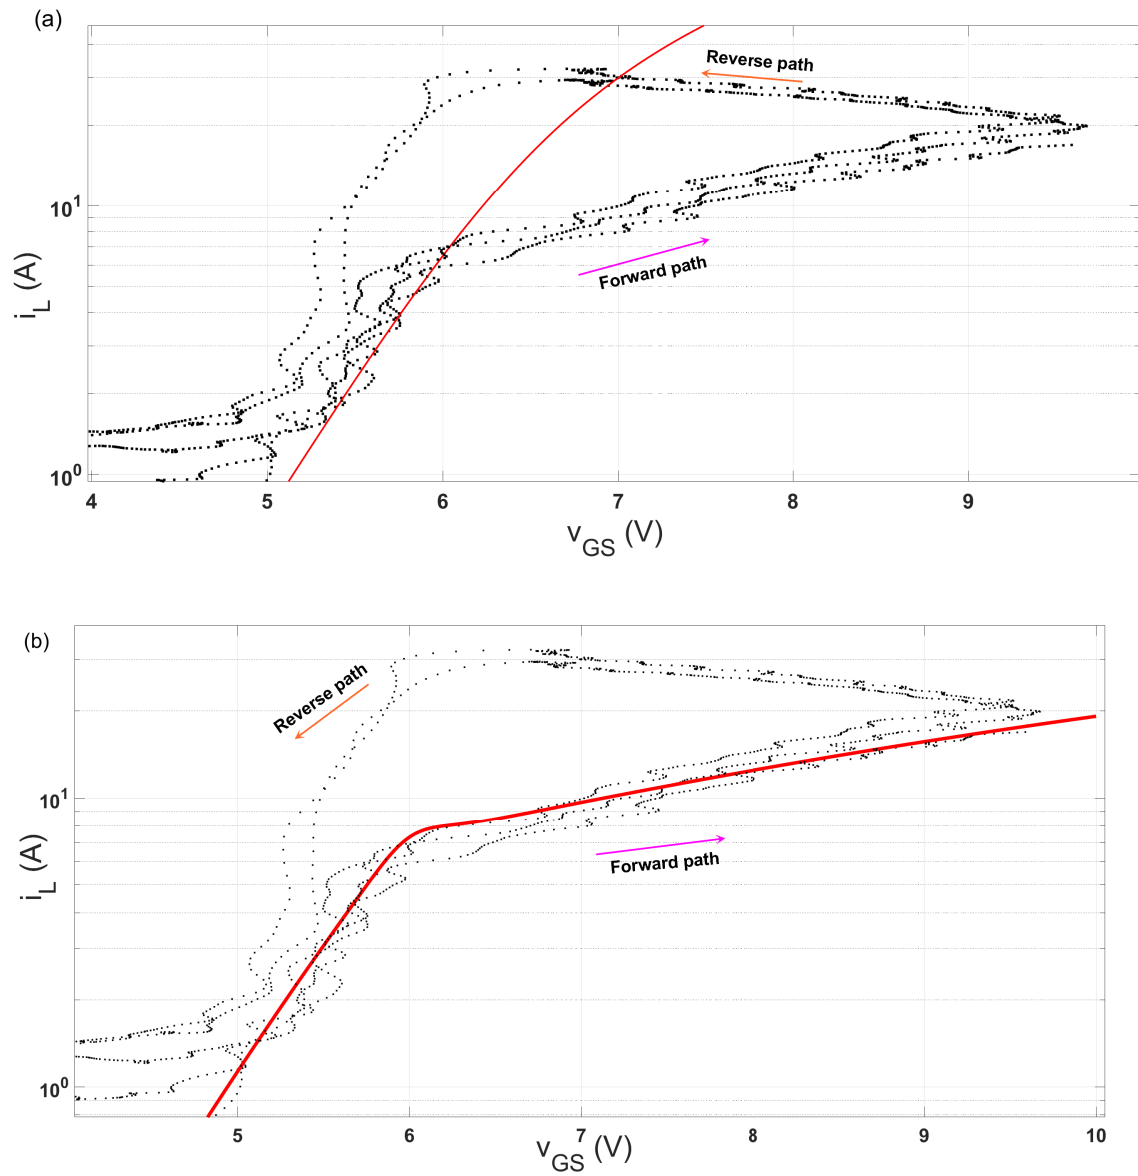 (a)
Reverse path
10^1
Forward path
i_L (A)
10^0
4 5 6 7 8 9
v_GS (V)
(b)
Reverse path
10^1
Forward path
i_L (A)
10^0
5 6 7 8 9 10
v_GS (V)